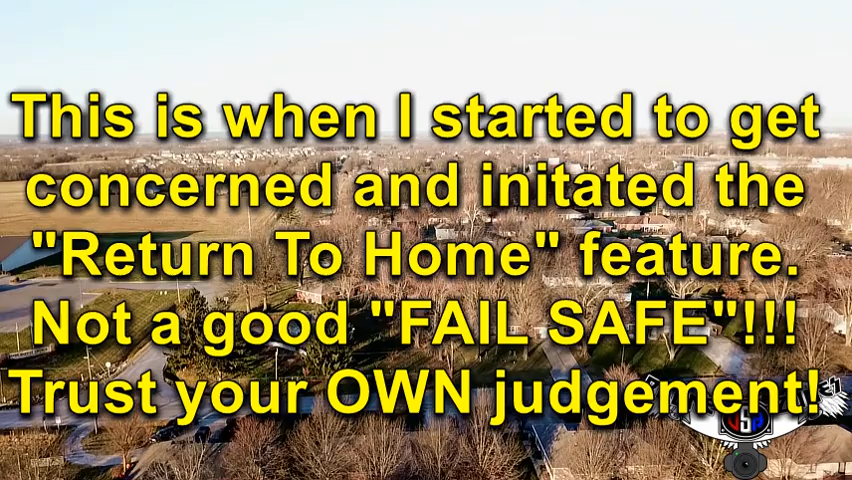 This is when I started to get
concerned and initated the
"Return To Home" feature.
Not a good "FAIL SAFE"!!!
Trust your OWN judgement!